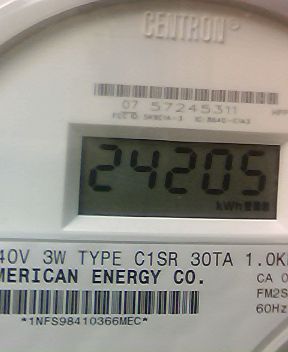 CENTRON®
07 57245311
24205
kWh
40V 3W TYPE C1SR 30TA 1.0K
MERICAN ENERGY CO.
CA 0
FM2S
60Hz
*1NFS98410366MEC*